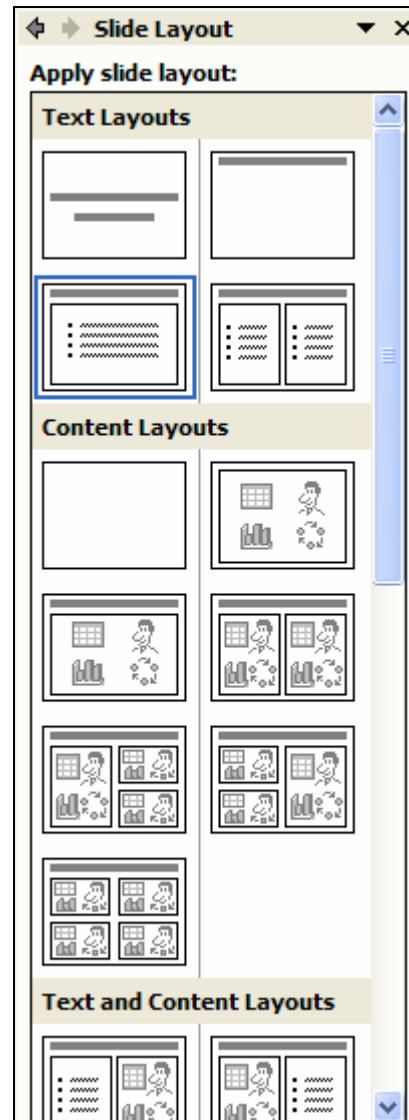 Slide Layout
Apply slide layout:
Text Layouts
Content Layouts
Text and Content Layouts